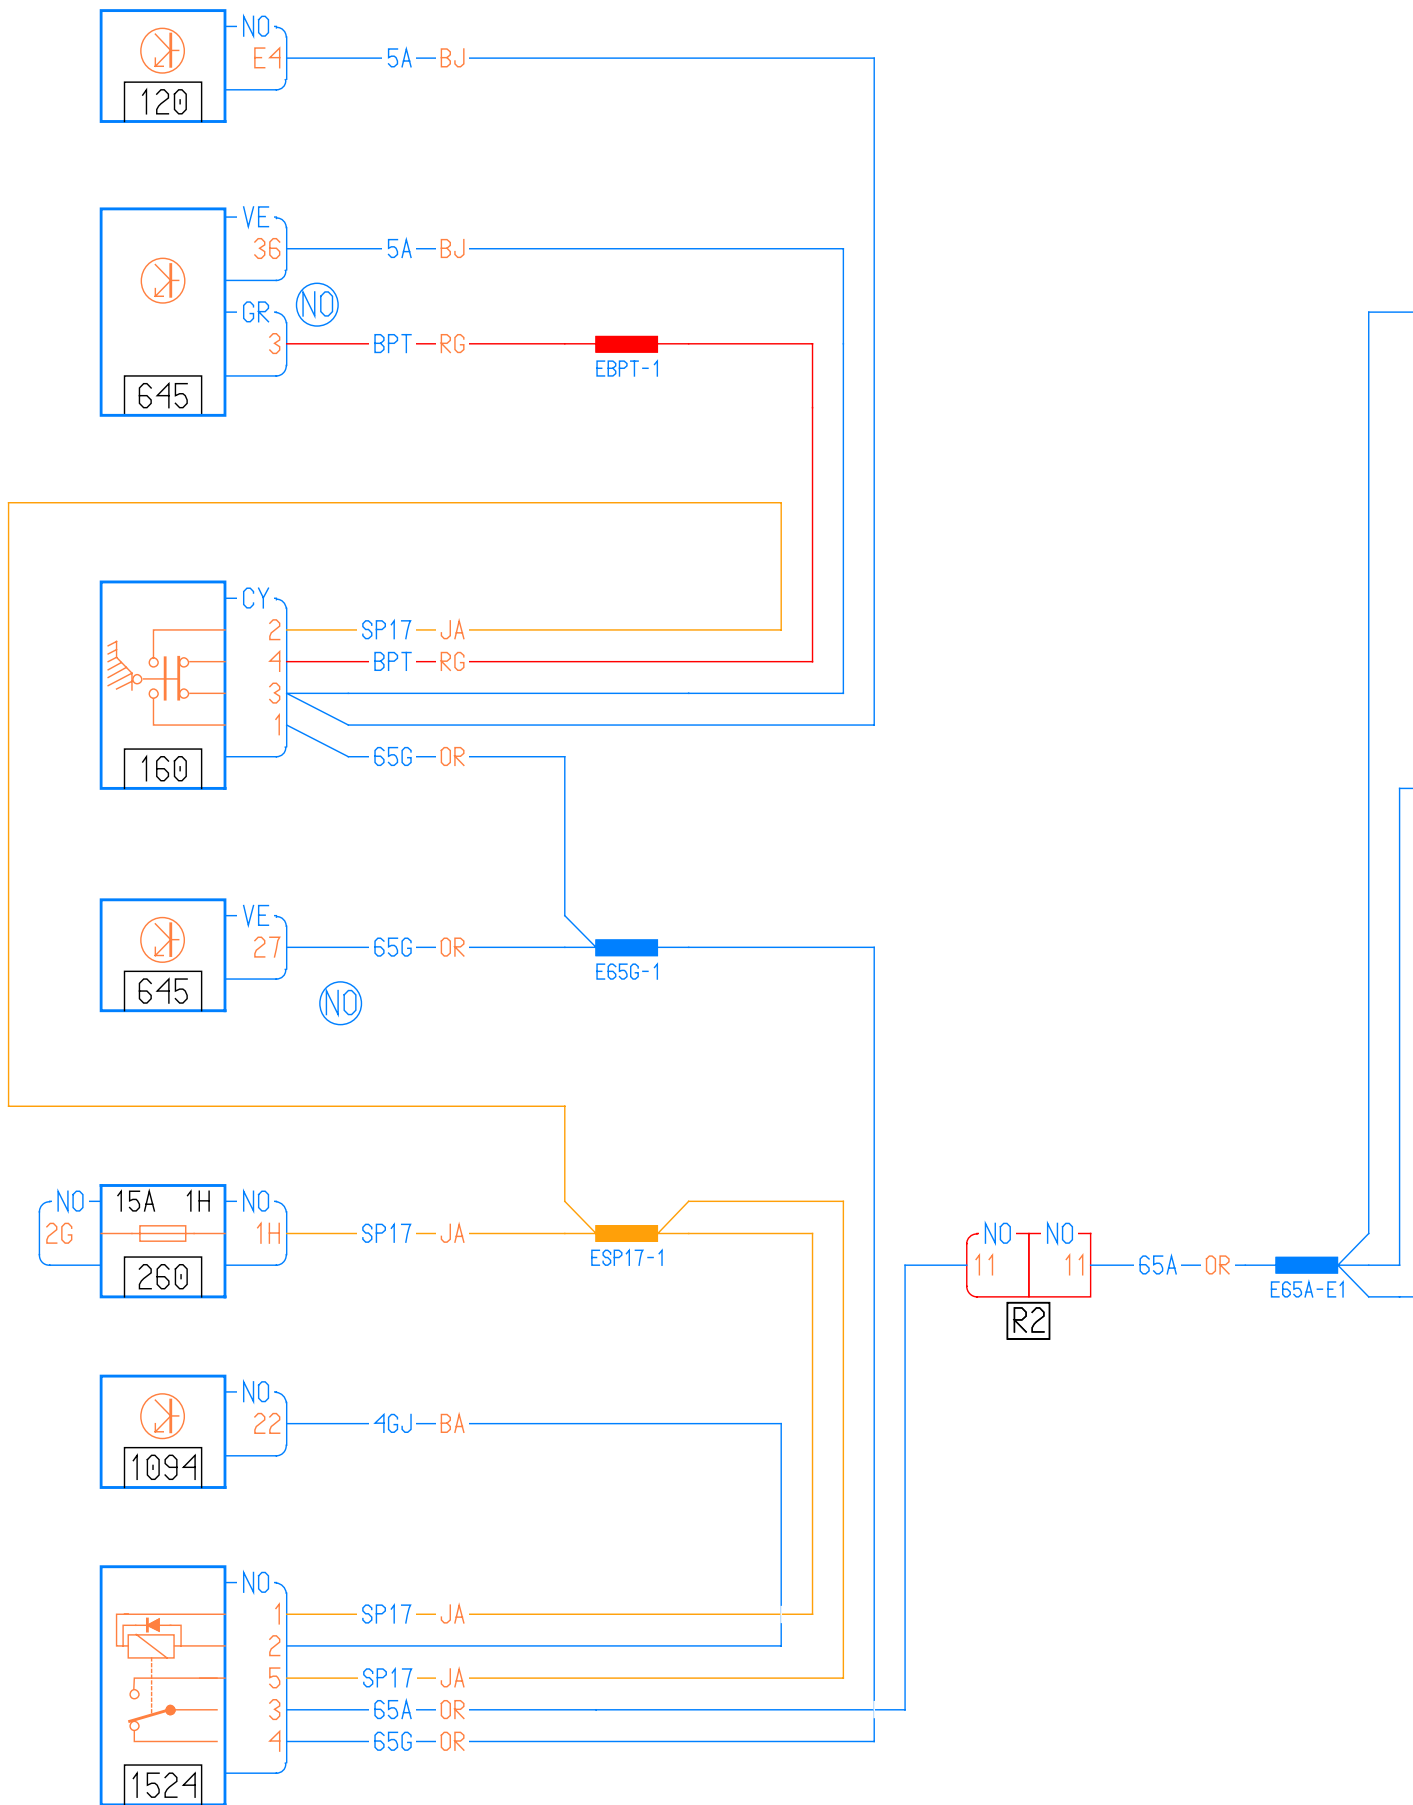 NO
E4 5A BJ
120
VE
36 5A BJ
NO
GR
3 BPT RG
EBPT-1
645
CY
2 SP17 JA
4 BPT RG
3
1
65G OR
160
VE
27 65G OR
E65G-1
645
NO
NO 15A 1H NO
2G 1H SP17 JA
ESP17-1
260
NO NO
11 11 65A OR
E65A-E1
R2
NO
22 4GJ BA
1094
NO
1 SP17 JA
2
5 SP17 JA
3 65A OR
4 65G OR
1524